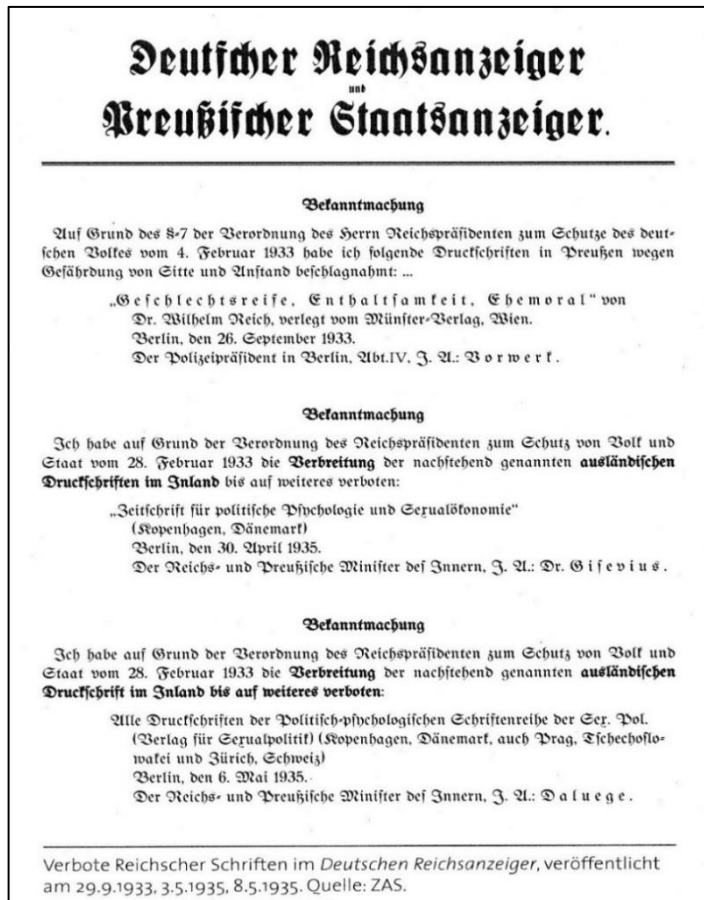 Deutscher Reichsanzeiger
und
Preußischer Staatsanzeiger.
Bekanntmachung
Auf Grund des §-7 der Verordnung des Herrn Reichspräsidenten zum Schutze des deut-
schen Volkes vom 4. Februar 1933 habe ich folgende Druckschriften in Preußen wegen
Gefährdung von Sitte und Anstand beschlagnahmt: ...
„Geschlechtsreife, Enthaltsamkeit, Ehemoral“ von
Dr. Wilhelm Reich, verlegt vom Münster-Verlag, Wien.
Berlin, den 26. September 1933.
Der Polizeipräsident in Berlin, Abt.IV, J. A.: Vorwerk.
Bekanntmachung
Ich habe auf Grund der Verordnung des Reichspräsidenten zum Schutz von Volk und
Staat vom 28. Februar 1933 die Verbreitung der nachstehend genannten ausländischen
Druckschriften im Inland bis auf weiteres verboten:
„Zeitschrift für politische Psychologie und Sexualökonomie“
(Kopenhagen, Dänemark)
Berlin, den 30. April 1935.
Der Reichs- und Preußische Minister des Innern, J. A.: Dr. Gisevius.
Bekanntmachung
Ich habe auf Grund der Verordnung des Reichspräsidenten zum Schutz von Volk und
Staat vom 28. Februar 1933 die Verbreitung der nachstehend genannten ausländischen
Druckschrift im Inland bis auf weiteres verboten:
Alle Druckschriften der Politisch-psychologischen Schriftenreihe der Sex. Pol.
(Verlag für Sexualpolitik) (Kopenhagen, Dänemark, auch Prag, Tschechoslo-
wakei und Zürich, Schweiz)
Berlin, den 6. Mai 1935.
Der Reichs- und Preußische Minister des Innern, J. A.: Daluege.
Verbote Reichscher Schriften im Deutschen Reichsanzeiger, veröffentlicht
am 29.9.1933, 3.5.1935, 8.5.1935. Quelle: ZAS.